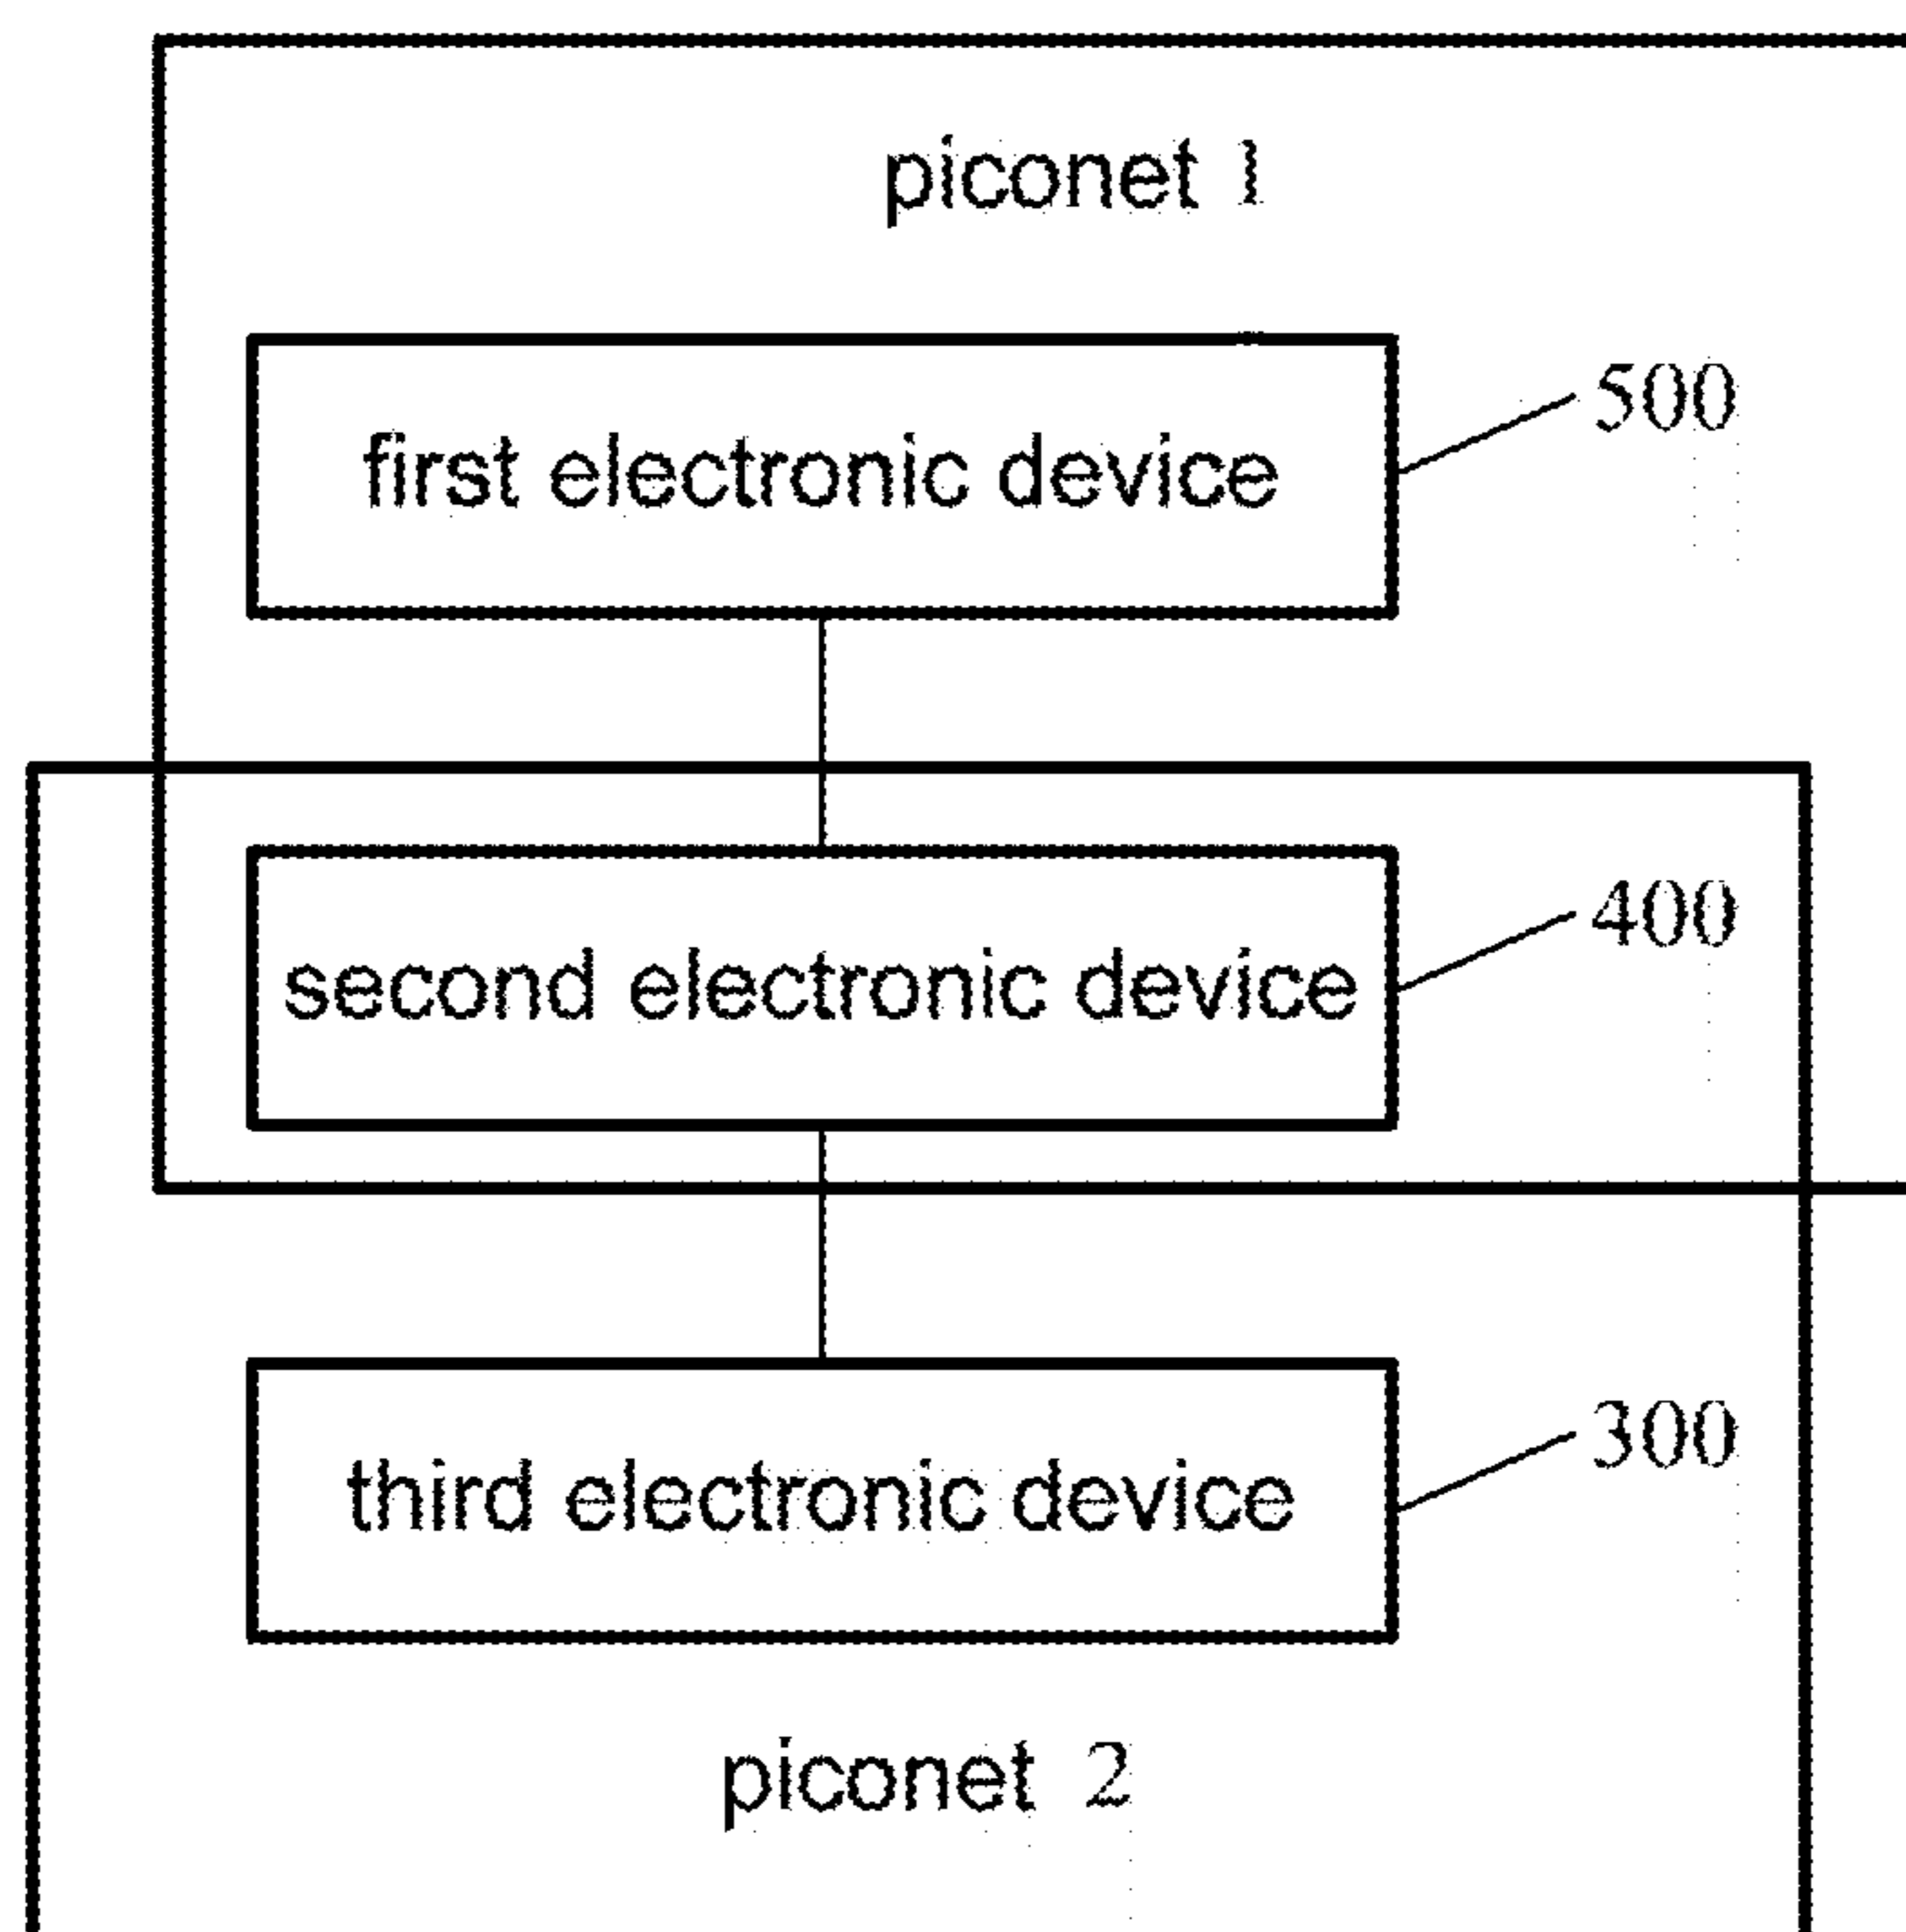 piconet 1
first electronic device
500
second electronic device
400
third electronic device
300
piconet 2